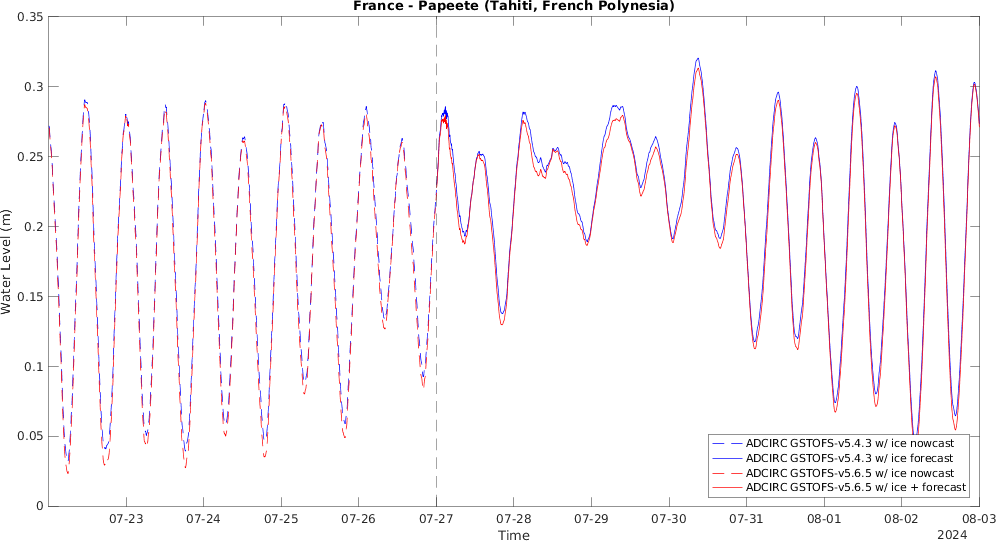 France - Papeete (Tahiti, French Polynesia)
0.35
0.3
0.25
0.2
0.15
0.1
0.05
0
Water Level (m)
ADCIRC GSTOFS-v5.4.3 w/ ice nowcast
ADCIRC GSTOFS-v5.4.3 w/ ice forecast
ADCIRC GSTOFS-v5.6.5 w/ ice nowcast
ADCIRC GSTOFS-v5.6.5 w/ ice + forecast
07-23 07-24 07-25 07-26 07-27 07-28 07-29 07-30 07-31 08-01 08-02 08-03
Time
2024